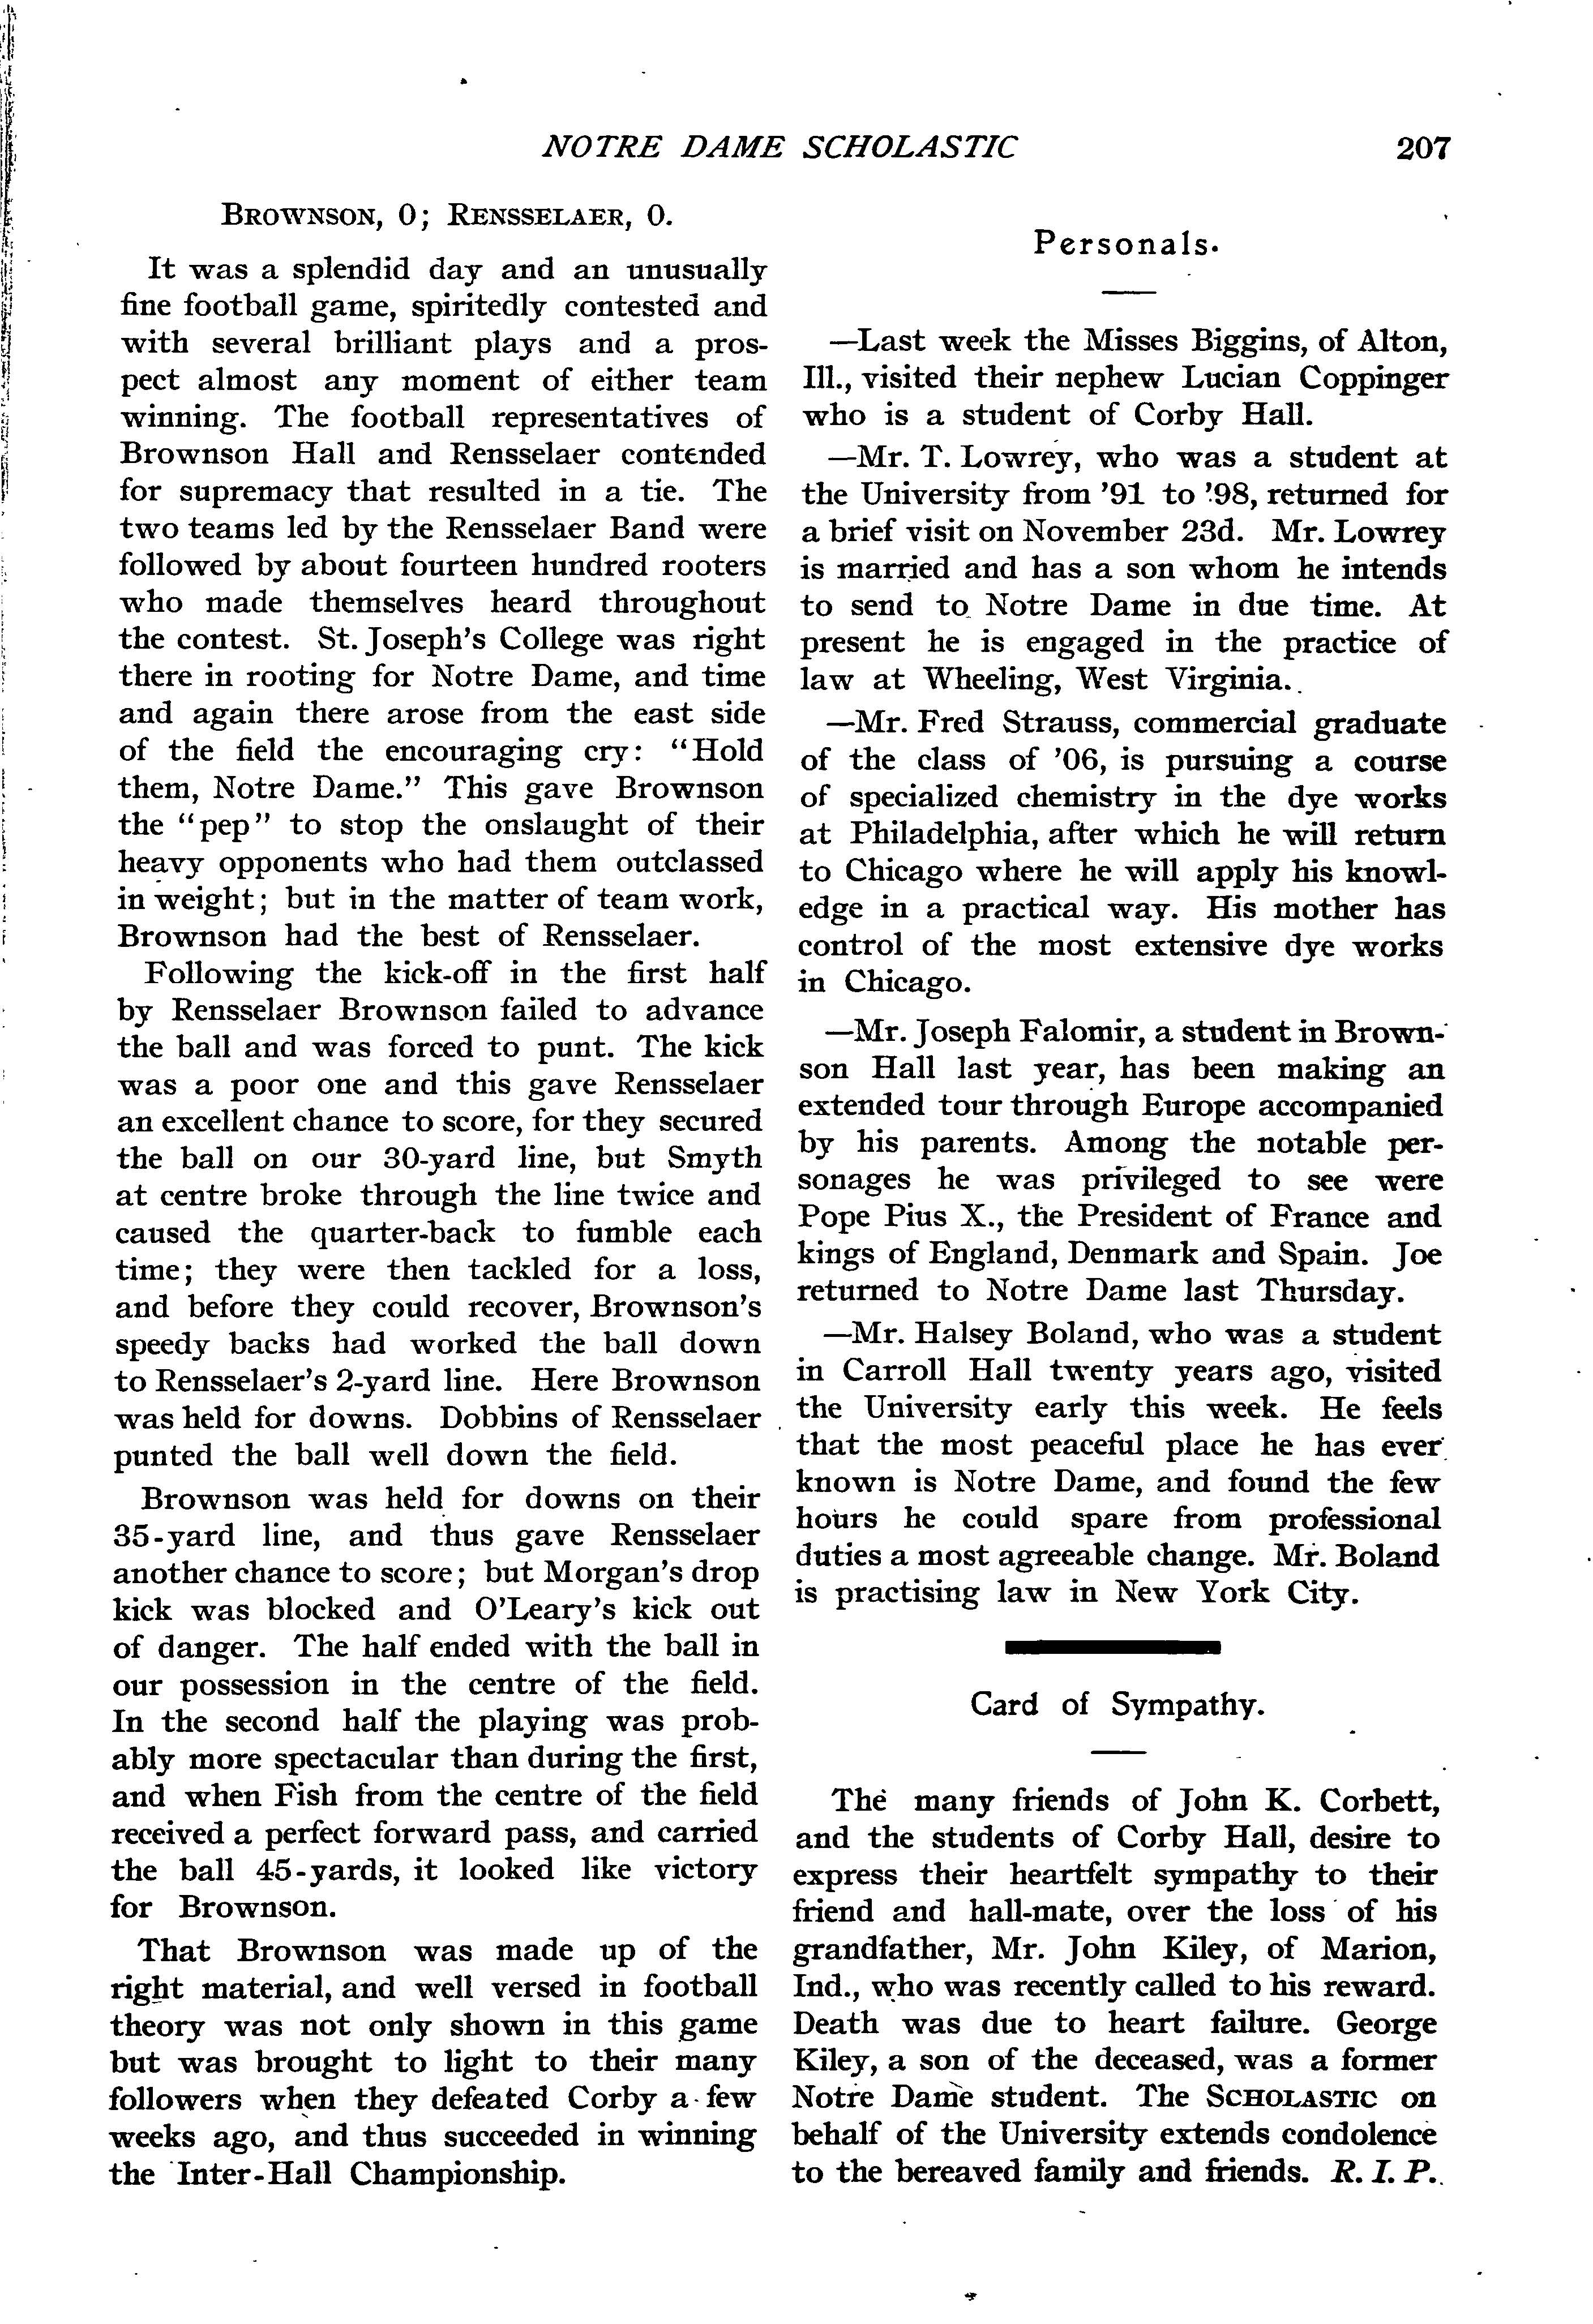 NOTRE DAME SCHOLASTIC 207
BROWNSON, 0; RENSSELAER, 0.
It was a splendid day and an unusually
fine football game, spiritedly contested and
with several brilliant plays and a pros-
pect almost any moment of either team
winning. The football representatives of
Brownson Hall and Rensselaer contended
for supremacy that resulted in a tie. The
two teams led by the Rensselaer Band were
followed by about fourteen hundred rooters
who made themselves heard throughout
the contest. St. Joseph's College was right
there in rooting for Notre Dame, and time
and again there arose from the east side
of the field the encouraging cry: "Hold
them, Notre Dame." This gave Brownson
the "pep" to stop the onslaught of their
heavy opponents who had them outclassed
in weight; but in the matter of team work,
Brownson had the best of Rensselaer.
Following the kick-off in the first half
by Rensselaer Brownson failed to advance
the ball and was forced to punt. The kick
was a poor one and this gave Rensselaer
an excellent chance to score, for they secured
the ball on our 30-yard line, but Smyth
at centre broke through the line twice and
caused the quarter-back to fumble each
time; they were then tackled for a loss,
and before they could recover, Brownson's
speedy backs had worked the ball down
to Rensselaer's 2-yard line. Here Brownson
was held for downs. Dobbins of Rensselaer
punted the ball well down the field.
Brownson was held for downs on their
35-yard line, and thus gave Rensselaer
another chance to score; but Morgan's drop
kick was blocked and O'Leary's kick out
of danger. The half ended with the ball in
our possession in the centre of the field.
In the second half the playing was prob-
ably more spectacular than during the first,
and when Fish from the centre of the field
received a perfect forward pass, and carried
the ball 45-yards, it looked like victory
for Brownson.
That Brownson was made up of the
right material, and well versed in football
theory was not only shown in this game
but was brought to light to their many
followers when they defeated Corby a few
weeks ago, and thus succeeded in winning
the Inter-Hall Championship.
Personals.
—Last week the Misses Biggins, of Alton,
Ill., visited their nephew Lucian Coppinger
who is a student of Corby Hall.
—Mr. T. Lowrey, who was a student at
the University from '91 to '98, returned for
a brief visit on November 23d. Mr. Lowrey
is married and has a son whom he intends
to send to Notre Dame in due time. At
present he is engaged in the practice of
law at Wheeling, West Virginia.
—Mr. Fred Strauss, commercial graduate
of the class of '06, is pursuing a course
of specialized chemistry in the dye works
at Philadelphia, after which he will return
to Chicago where he will apply his knowl-
edge in a practical way. His mother has
control of the most extensive dye works
in Chicago.
—Mr. Joseph Falomir, a student in Brown-
son Hall last year, has been making an
extended tour through Europe accompanied
by his parents. Among the notable per-
sonages he was privileged to see were
Pope Pius X., the President of France and
kings of England, Denmark and Spain. Joe
returned to Notre Dame last Thursday.
—Mr. Halsey Boland, who was a student
in Carroll Hall twenty years ago, visited
the University early this week. He feels
that the most peaceful place he has ever
known is Notre Dame, and found the few
hours he could spare from professional
duties a most agreeable change. Mr. Boland
is practising law in New York City.
Card of Sympathy.
The many friends of John K. Corbett,
and the students of Corby Hall, desire to
express their heartfelt sympathy to their
friend and hall-mate, over the loss of his
grandfather, Mr. John Kiley, of Marion,
Ind., who was recently called to his reward.
Death was due to heart failure. George
Kiley, a son of the deceased, was a former
Notre Dame student. The SCHOLASTIC on
behalf of the University extends condolence
to the bereaved family and friends. R. I. P.